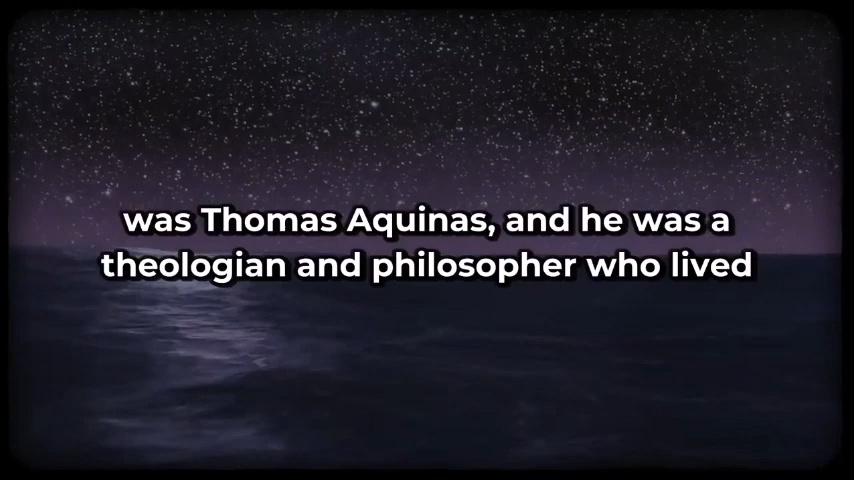 was Thomas Aquinas, and he was a
theologian and philosopher who lived